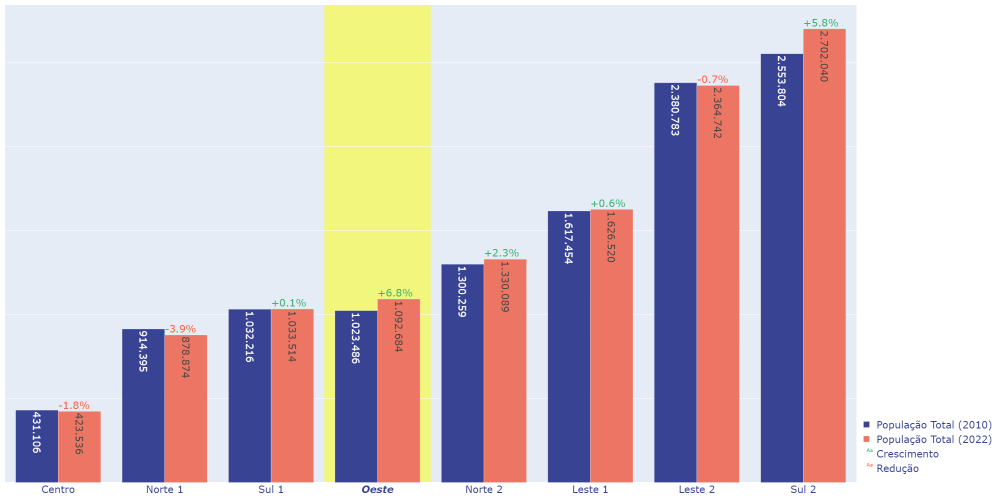 +5.8%
2.702.040
2.553.804
-0.7%
2.380.783
2.364.742
+0.6%
1.617.454
1.626.520
+2.3%
1.300.259
1.330.089
+6.8%
1.023.486
1.092.684
+0.1%
1.032.216
1.033.514
-3.9%
914.395
878.874
-1.8%
431.106
423.536
Centro
Norte 1
Sul 1
Oeste
Norte 2
Leste 1
Leste 2
Sul 2
População Total (2010)
População Total (2022)
Aa Crescimento
Aa Redução